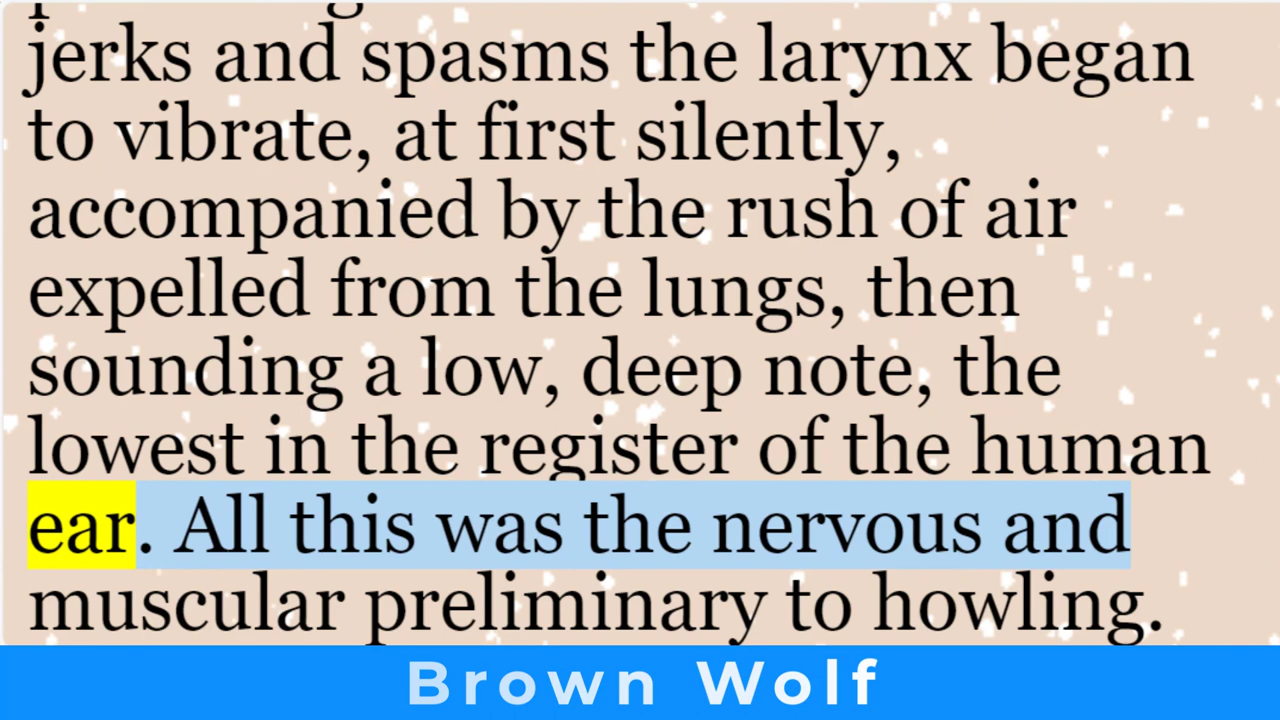 jerks and spasms the larynx began
to vibrate, at first silently,
accompanied by the rush of air
expelled from the lungs, then
sounding a low, deep note, the
lowest in the register of the human
ear. All this was the nervous and
muscular preliminary to howling.
Brown Wolf